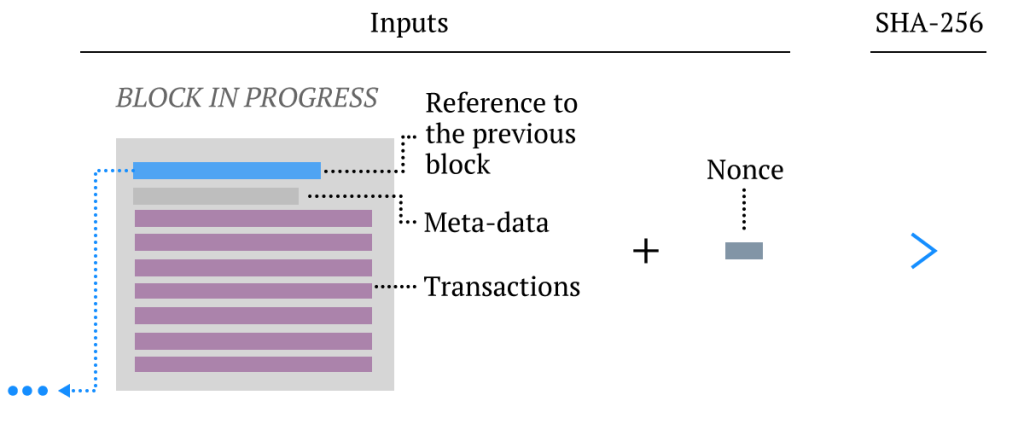 Inputs
SHA-256
BLOCK IN PROGRESS
Reference to
the previous
block
Nonce
Meta-data
Transactions